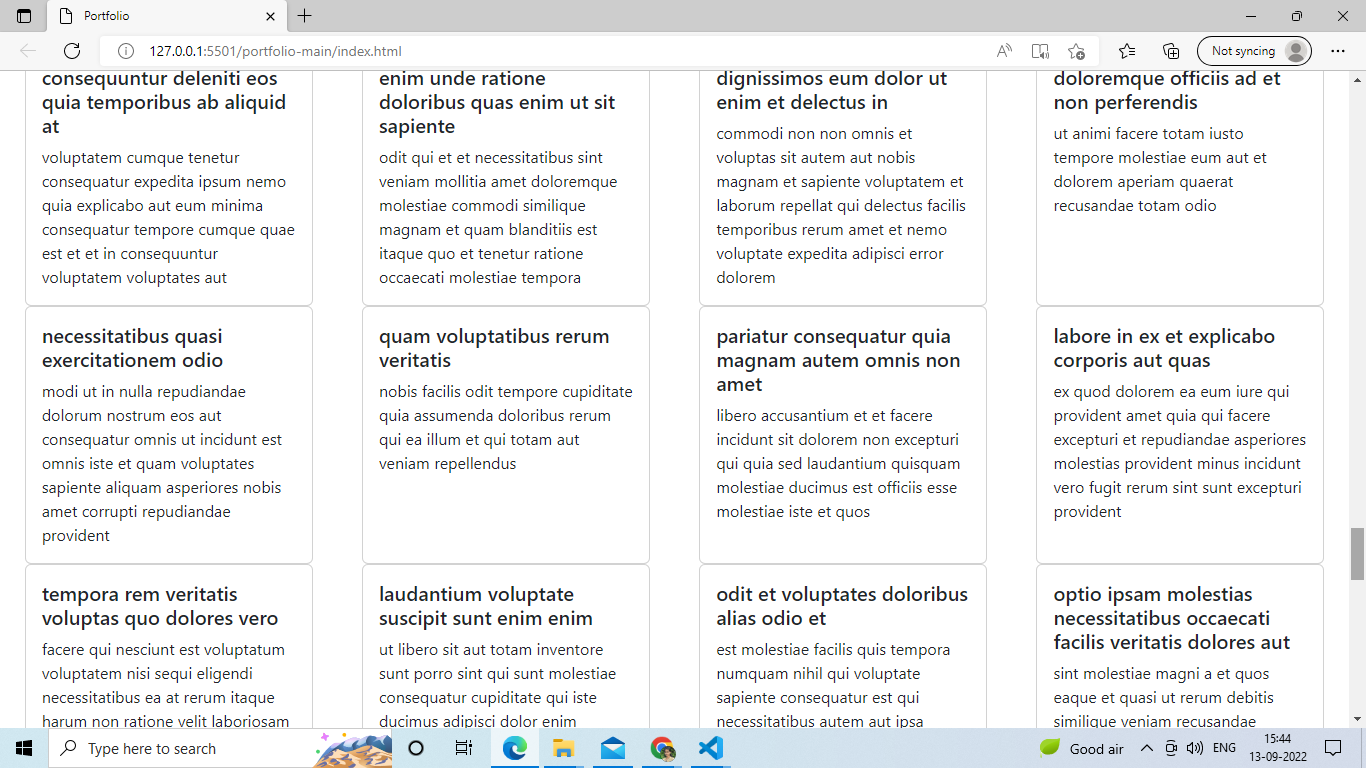 Portfolio
127.0.0.1:5501/portfolio-main/index.html
Not syncing
consequuntur deleniti eos
quia temporibus ab aliquid
at
voluptatem cumque tenetur
consequatur expedita ipsum nemo
quia explicabo aut eum minima
consequatur tempore cumque quae
est et et in consequuntur
voluptatem voluptates aut
enim unde ratione
doloribus quas enim ut sit
sapiente
odit qui et et necessitatibus sint
veniam mollitia amet doloremque
molestiae commodi similique
magnam et quam blanditiis est
itaque quo et tenetur ratione
occaecati molestiae tempora
dignissimos eum dolor ut
enim et delectus in
commodi non non omnis et
voluptas sit autem aut nobis
magnam et sapiente voluptatem et
laborum repellat qui delectus facilis
temporibus rerum amet et nemo
voluptate expedita adipisci error
dolorem
doloremque officiis ad et
non perferendis
ut animi facere totam iusto
tempore molestiae eum aut et
dolorem aperiam quaerat
recusandae totam odio
necessitatibus quasi
exercitationem odio
modi ut in nulla repudiandae
dolorum nostrum eos aut
consequatur omnis ut incidunt est
omnis iste et quam voluptates
sapiente aliquam asperiores nobis
amet corrupti repudiandae
provident
quam voluptatibus rerum
veritatis
nobis facilis odit tempore cupiditate
quia assumenda doloribus rerum
qui ea illum et qui totam aut
veniam repellendus
pariatur consequatur quia
magnam autem omnis non
amet
libero accusantium et et facere
incidunt sit dolorem non excepturi
qui quia sed laudantium quisquam
molestiae ducimus est officiis esse
molestiae iste et quos
labore in ex et explicabo
corporis aut quas
ex quod dolorem ea eum iure qui
provident amet quia qui facere
excepturi et repudiandae asperiores
molestias provident minus incidunt
vero fugit rerum sint sunt excepturi
provident
tempora rem veritatis
voluptas quo dolores vero
facere qui nesciunt est voluptatum
voluptatem nisi sequi eligendi
necessitatibus ea at rerum itaque
harum non ratione velit laboriosam
laudantium voluptate
suscipit sunt enim enim
ut libero sit aut totam inventore
sunt porro sint qui sunt molestiae
consequatur cupiditate qui iste
ducimus adipisci dolor enim
odit et voluptates doloribus
alias odio et
est molestiae facilis quis tempora
numquam nihil qui voluptate
sapiente consequatur est qui
necessitatibus autem aut ipsa
optio ipsam molestias
necessitatibus occaecati
facilis veritatis dolores aut
sint molestiae magni a et quos
eaque et quasi ut rerum debitis
similique veniam recusandae
Type here to search
Good air
ENG
15:44
13-09-2022